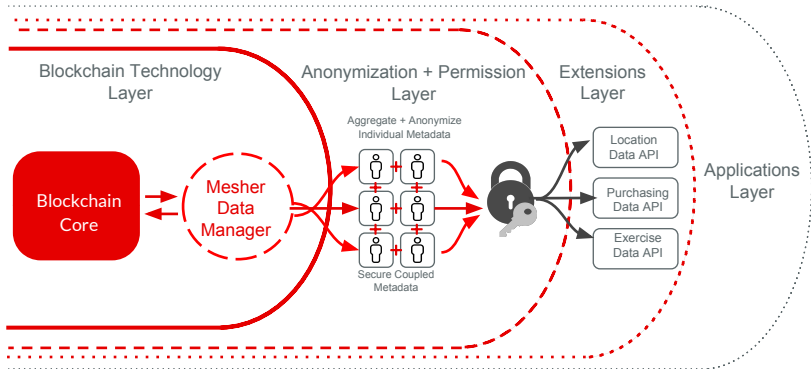 Blockchain Technology
Layer
Anonymization + Permission
Layer
Extensions
Layer
Applications
Layer
Aggregate + Anonymize
Individual Metadata
Blockchain
Core
Mesher
Data
Manager
Secure Coupled
Metadata
Location
Data API
Purchasing
Data API
Exercise
Data API